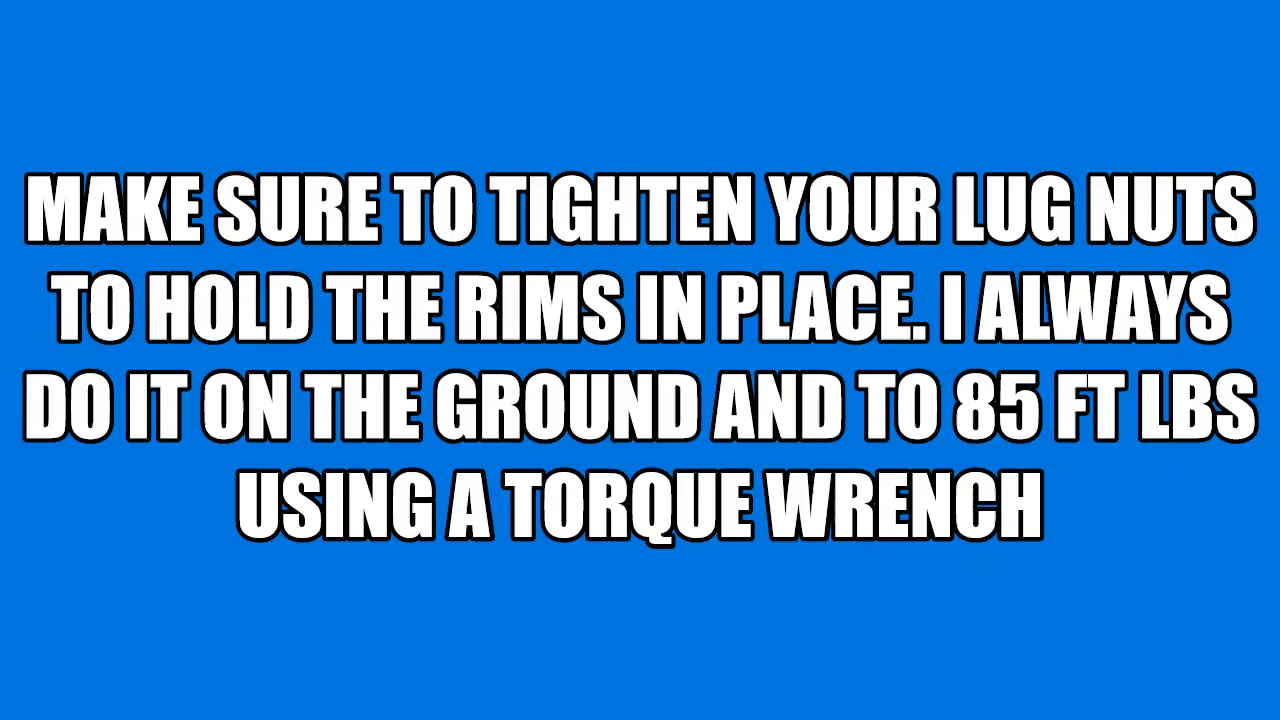 MAKE SURE TO TIGHTEN YOUR LUG NUTS
TO HOLD THE RIMS IN PLACE. I ALWAYS
DO IT ON THE GROUND AND TO 85 FT LBS
USING A TORQUE WRENCH